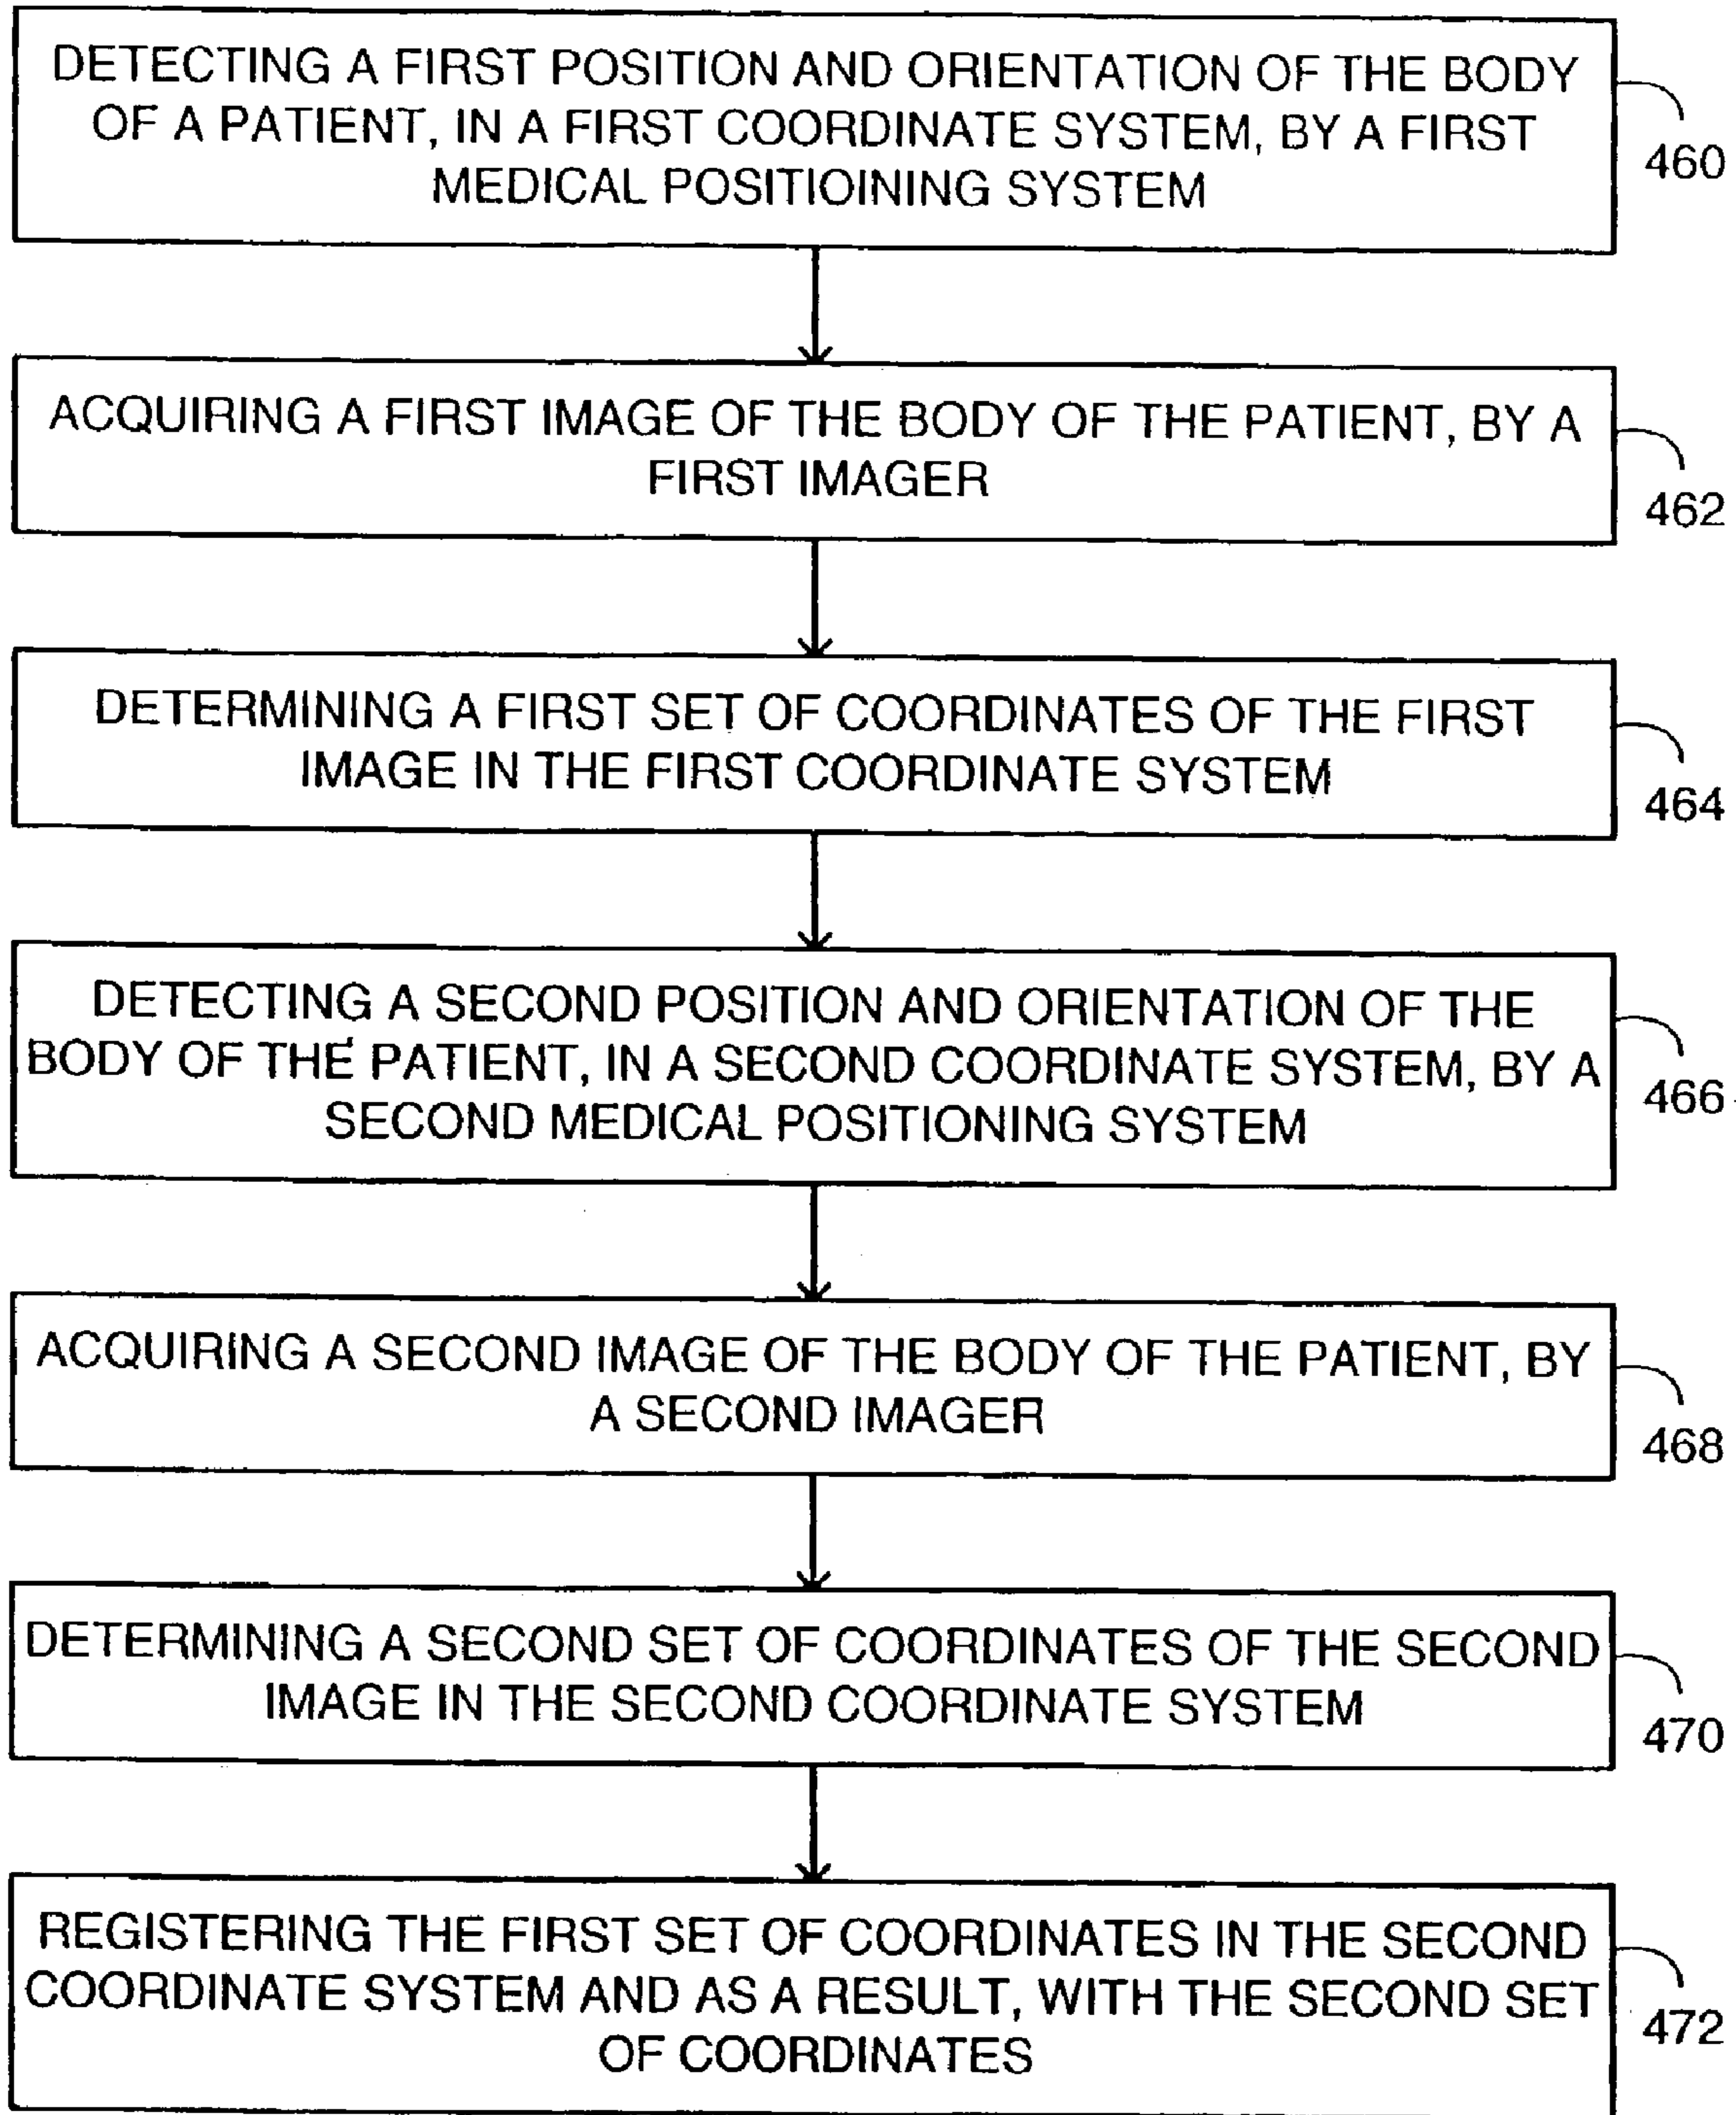 DETECTING A FIRST POSITION AND ORIENTATION OF THE BODY
OF A PATIENT, IN A FIRST COORDINATE SYSTEM, BY A FIRST
MEDICAL POSITIOINING SYSTEM
460
ACQUIRING A FIRST IMAGE OF THE BODY OF THE PATIENT, BY A
FIRST IMAGER
462
DETERMINING A FIRST SET OF COORDINATES OF THE FIRST
IMAGE IN THE FIRST COORDINATE SYSTEM
464
DETECTING A SECOND POSITION AND ORIENTATION OF THE
BODY OF THE PATIENT, IN A SECOND COORDINATE SYSTEM, BY A
SECOND MEDICAL POSITIONING SYSTEM
466
ACQUIRING A SECOND IMAGE OF THE BODY OF THE PATIENT, BY
A SECOND IMAGER
468
DETERMINING A SECOND SET OF COORDINATES OF THE SECOND
IMAGE IN THE SECOND COORDINATE SYSTEM
470
REGISTERING THE FIRST SET OF COORDINATES IN THE SECOND
COORDINATE SYSTEM AND AS A RESULT, WITH THE SECOND SET
OF COORDINATES
472